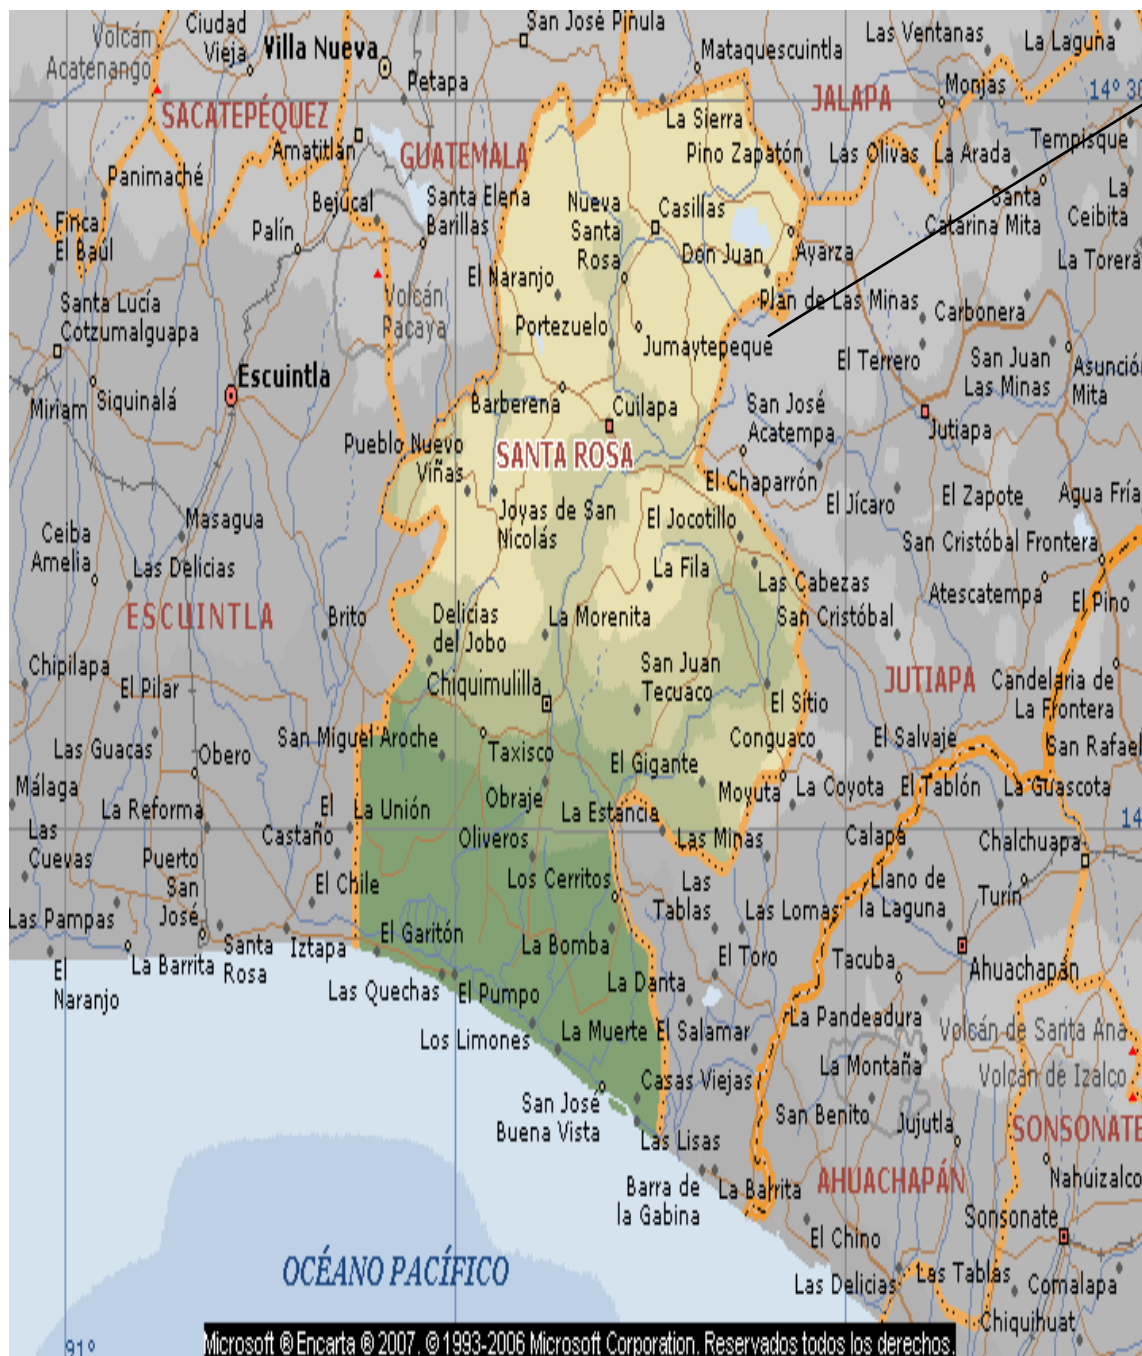 Volcán
Acatenango
Ciudad
Vieja
Villa Nueva
San José Pinula
Mataquescuintla
Las Ventanas
La Laguna
Petapa
Monjas
14° 30
SACATEPÉQUEZ
JALAPA
La Sierra
Tempisque
Amatitlán
GUATEMALA
Pino Zapatón
Las Olivas
La Arada
Panimaché
Bejucal
Santa Elena
Barillas
Nueva
Santa
Rosa
Casillas
Santa
Catarina Mita
La
Ceibita
Finca
El Baúl
Palín
Don Juan
Ayarza
La Torera
El Naranjo
Volcán
Pacaya
Plan de Las Minas
Carbonera
Santa Lucía
Cotzumalguapa
Portezuelo
Jumaytepeque
El Terrero
San Juan
Las Minas
Asunción
Mita
Escuintla
Miriam
Siquinalá
Barberena
Cuilapa
San José
Acatempa
Jutiapa
Pueblo Nuevo
Viñas
SANTA ROSA
El Chaparrón
El Jícaro
El Zapote
Agua Fría
Masagua
Joyas de San
Nicolás
El Jocotillo
San Cristóbal Frontera
Ceiba
Amelia
Las Delicias
La Fila
Las Cabezas
Atescatempa
El Pino
ESCUINTLA
Brito
Delicias
del Jobo
La Morenita
San Cristóbal
Chipilapa
El Pilar
Chiquimulilla
San Juan
Tecuaco
El Sitio
JUTIAPA
Candelaria de
La Frontera
Las Guacas
Obero
San Miguel Aroche
Taxisco
El Gigante
Conguaco
El Salvaje
San Rafael
Málaga
La Reforma
El
Castaño
La Unión
Obraje
La Estancia
Moyuta
La Coyota
El Tablón
La Guascota
14
Las
Cuevas
Puerto
San
José
Oliveros
Las Minas
Calapa
Chalchuapa
El Chile
Los Cerritos
Las
Tablas
Llano de
la Laguna
Turín
Las Pampas
Santa
Rosa
Iztapa
El Garitón
La Bomba
Las Lomas
El Toro
Tacuba
Ahuachapán
El
Naranjo
La Barrita
Las Quechas
El Pumpo
La Danta
La Pandeadura
Volcán de Santa Ana
Los Limones
La Muerte
El Salamar
La Montaña
Volcán de Izalco
San José
Buena Vista
Casas Viejas
San Benito
Jujutla
SONSONATE
Las Lisas
Barra de
la Gabina
La Barrita
AHUACHAPÁN
Nahuizalco
Sonsonate
El Chino
OCÉANO PACÍFICO
Las Delicias
Las Tablas
Comalapa
Chiquihuat
91°
Microsoft ® Encarta ® 2007. © 1993-2006 Microsoft Corporation. Reservados todos los derechos.